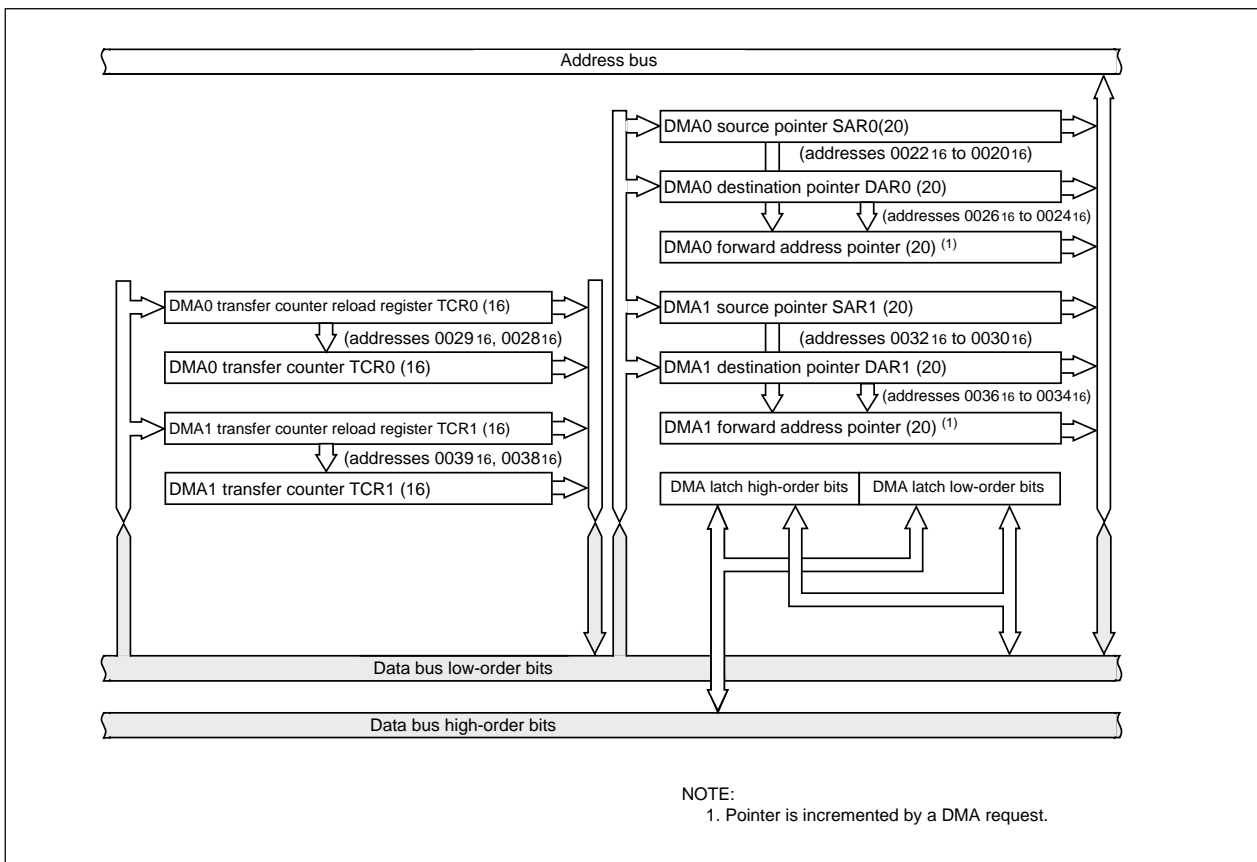 Address bus
DMA0 source pointer SAR0(20)
(addresses 0022 16 to 0020 16)
DMA0 destination pointer DAR0 (20)
(addresses 0026 16 to 0024 16)
DMA0 forward address pointer (20) (1)
DMA0 transfer counter reload register TCR0 (16)
(addresses 0029 16, 0028 16)
DMA0 transfer counter TCR0 (16)
DMA1 transfer counter reload register TCR1 (16)
(addresses 0039 16, 0038 16)
DMA1 transfer counter TCR1 (16)
DMA1 source pointer SAR1 (20)
(addresses 0032 16 to 0030 16)
DMA1 destination pointer DAR1 (20)
(addresses 0036 16 to 0034 16)
DMA1 forward address pointer (20) (1)
DMA latch high-order bits
DMA latch low-order bits
Data bus low-order bits
Data bus high-order bits
NOTE:
1. Pointer is incremented by a DMA request.